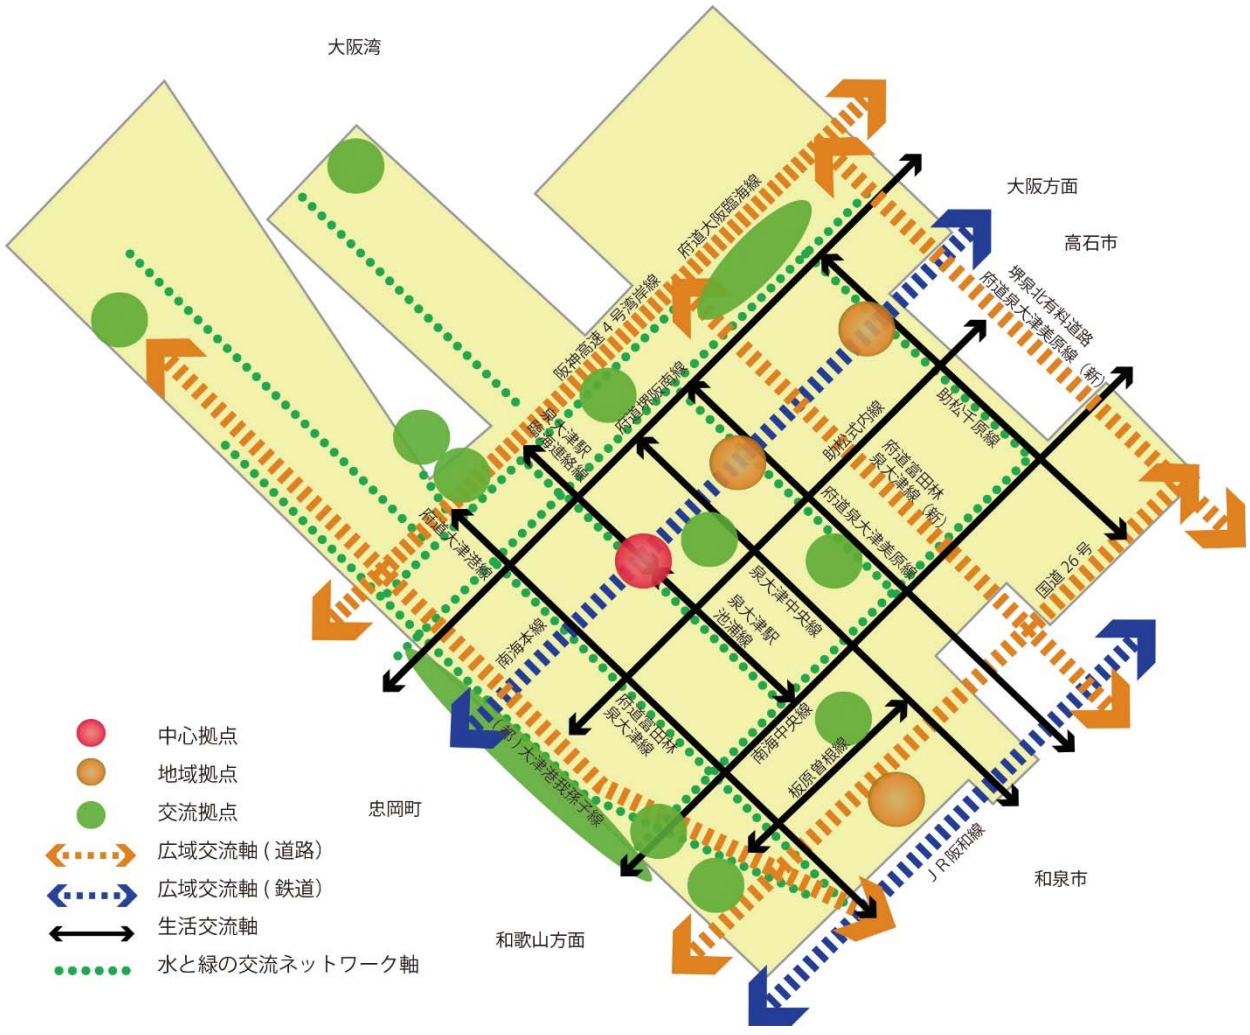 大阪湾
大阪方面
高石市
府道大阪臨海線
阪神高速４号湾岸線
堺泉北有料道路
府道泉大津美原線（新）
泉大津駅
臨海連絡線
府道堺阪南線
助松式内線
助松千原線
府道富田林
泉大津線（新）
府道泉大津美原線
府道大津港線
国道 26 号
泉大津中央線
泉大津駅
池浦線
南海本線
府道富田林
泉大津線
南海中央線
板原曽根線
（都）大津港我孫子線
ＪＲ阪和線
忠岡町
和泉市
和歌山方面
中心拠点
地域拠点
交流拠点
広域交流軸 ( 道路）
広域交流軸 ( 鉄道）
生活交流軸
水と緑の交流ネットワーク軸